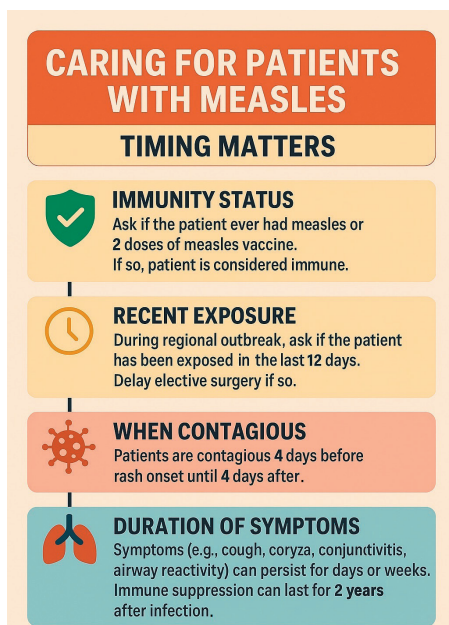 CARING FOR PATIENTS
WITH MEASLES
TIMING MATTERS
IMMUNITY STATUS
Ask if the patient ever had measles or
2 doses of measles vaccine.
If so, patient is considered immune.
RECENT EXPOSURE
During regional outbreak, ask if the patient
has been exposed in the last 12 days.
Delay elective surgery if so.
WHEN CONTAGIOUS
Patients are contagious 4 days before
rash onset until 4 days after.
DURATION OF SYMPTOMS
Symptoms (e.g., cough, coryza, conjuntivitis,
airway reactivity) can persist for days or weeks.
Immune suppression can last for 2 years
after infection.